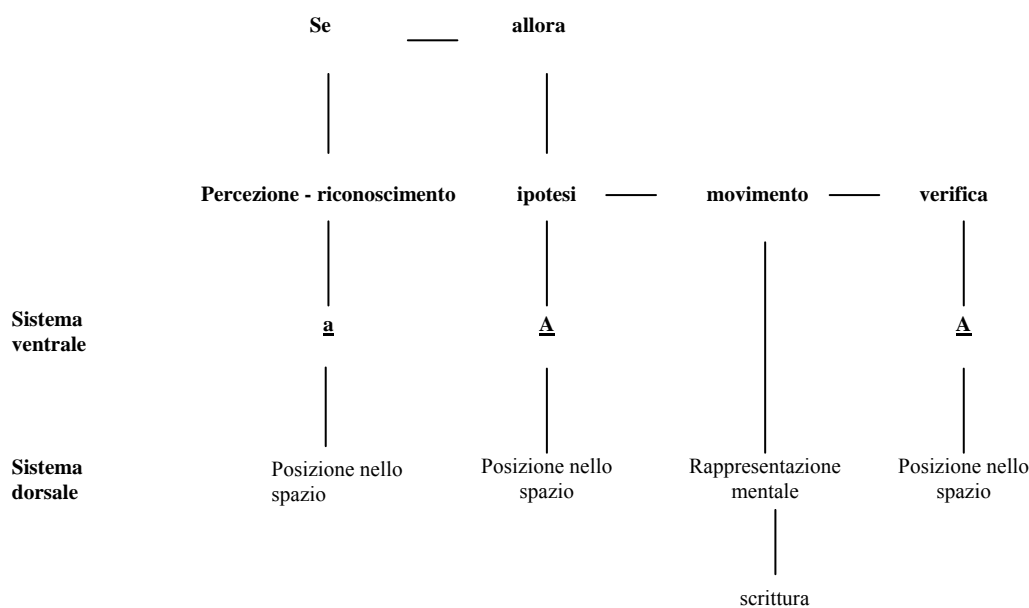 Se allora
Percezione - riconoscimento ipotesi movimento verifica
Sistema ventrale
a A A
Sistema dorsale
Posizione nello spazio
Posizione nello spazio
Rappresentazione mentale
Posizione nello spazio
scrittura